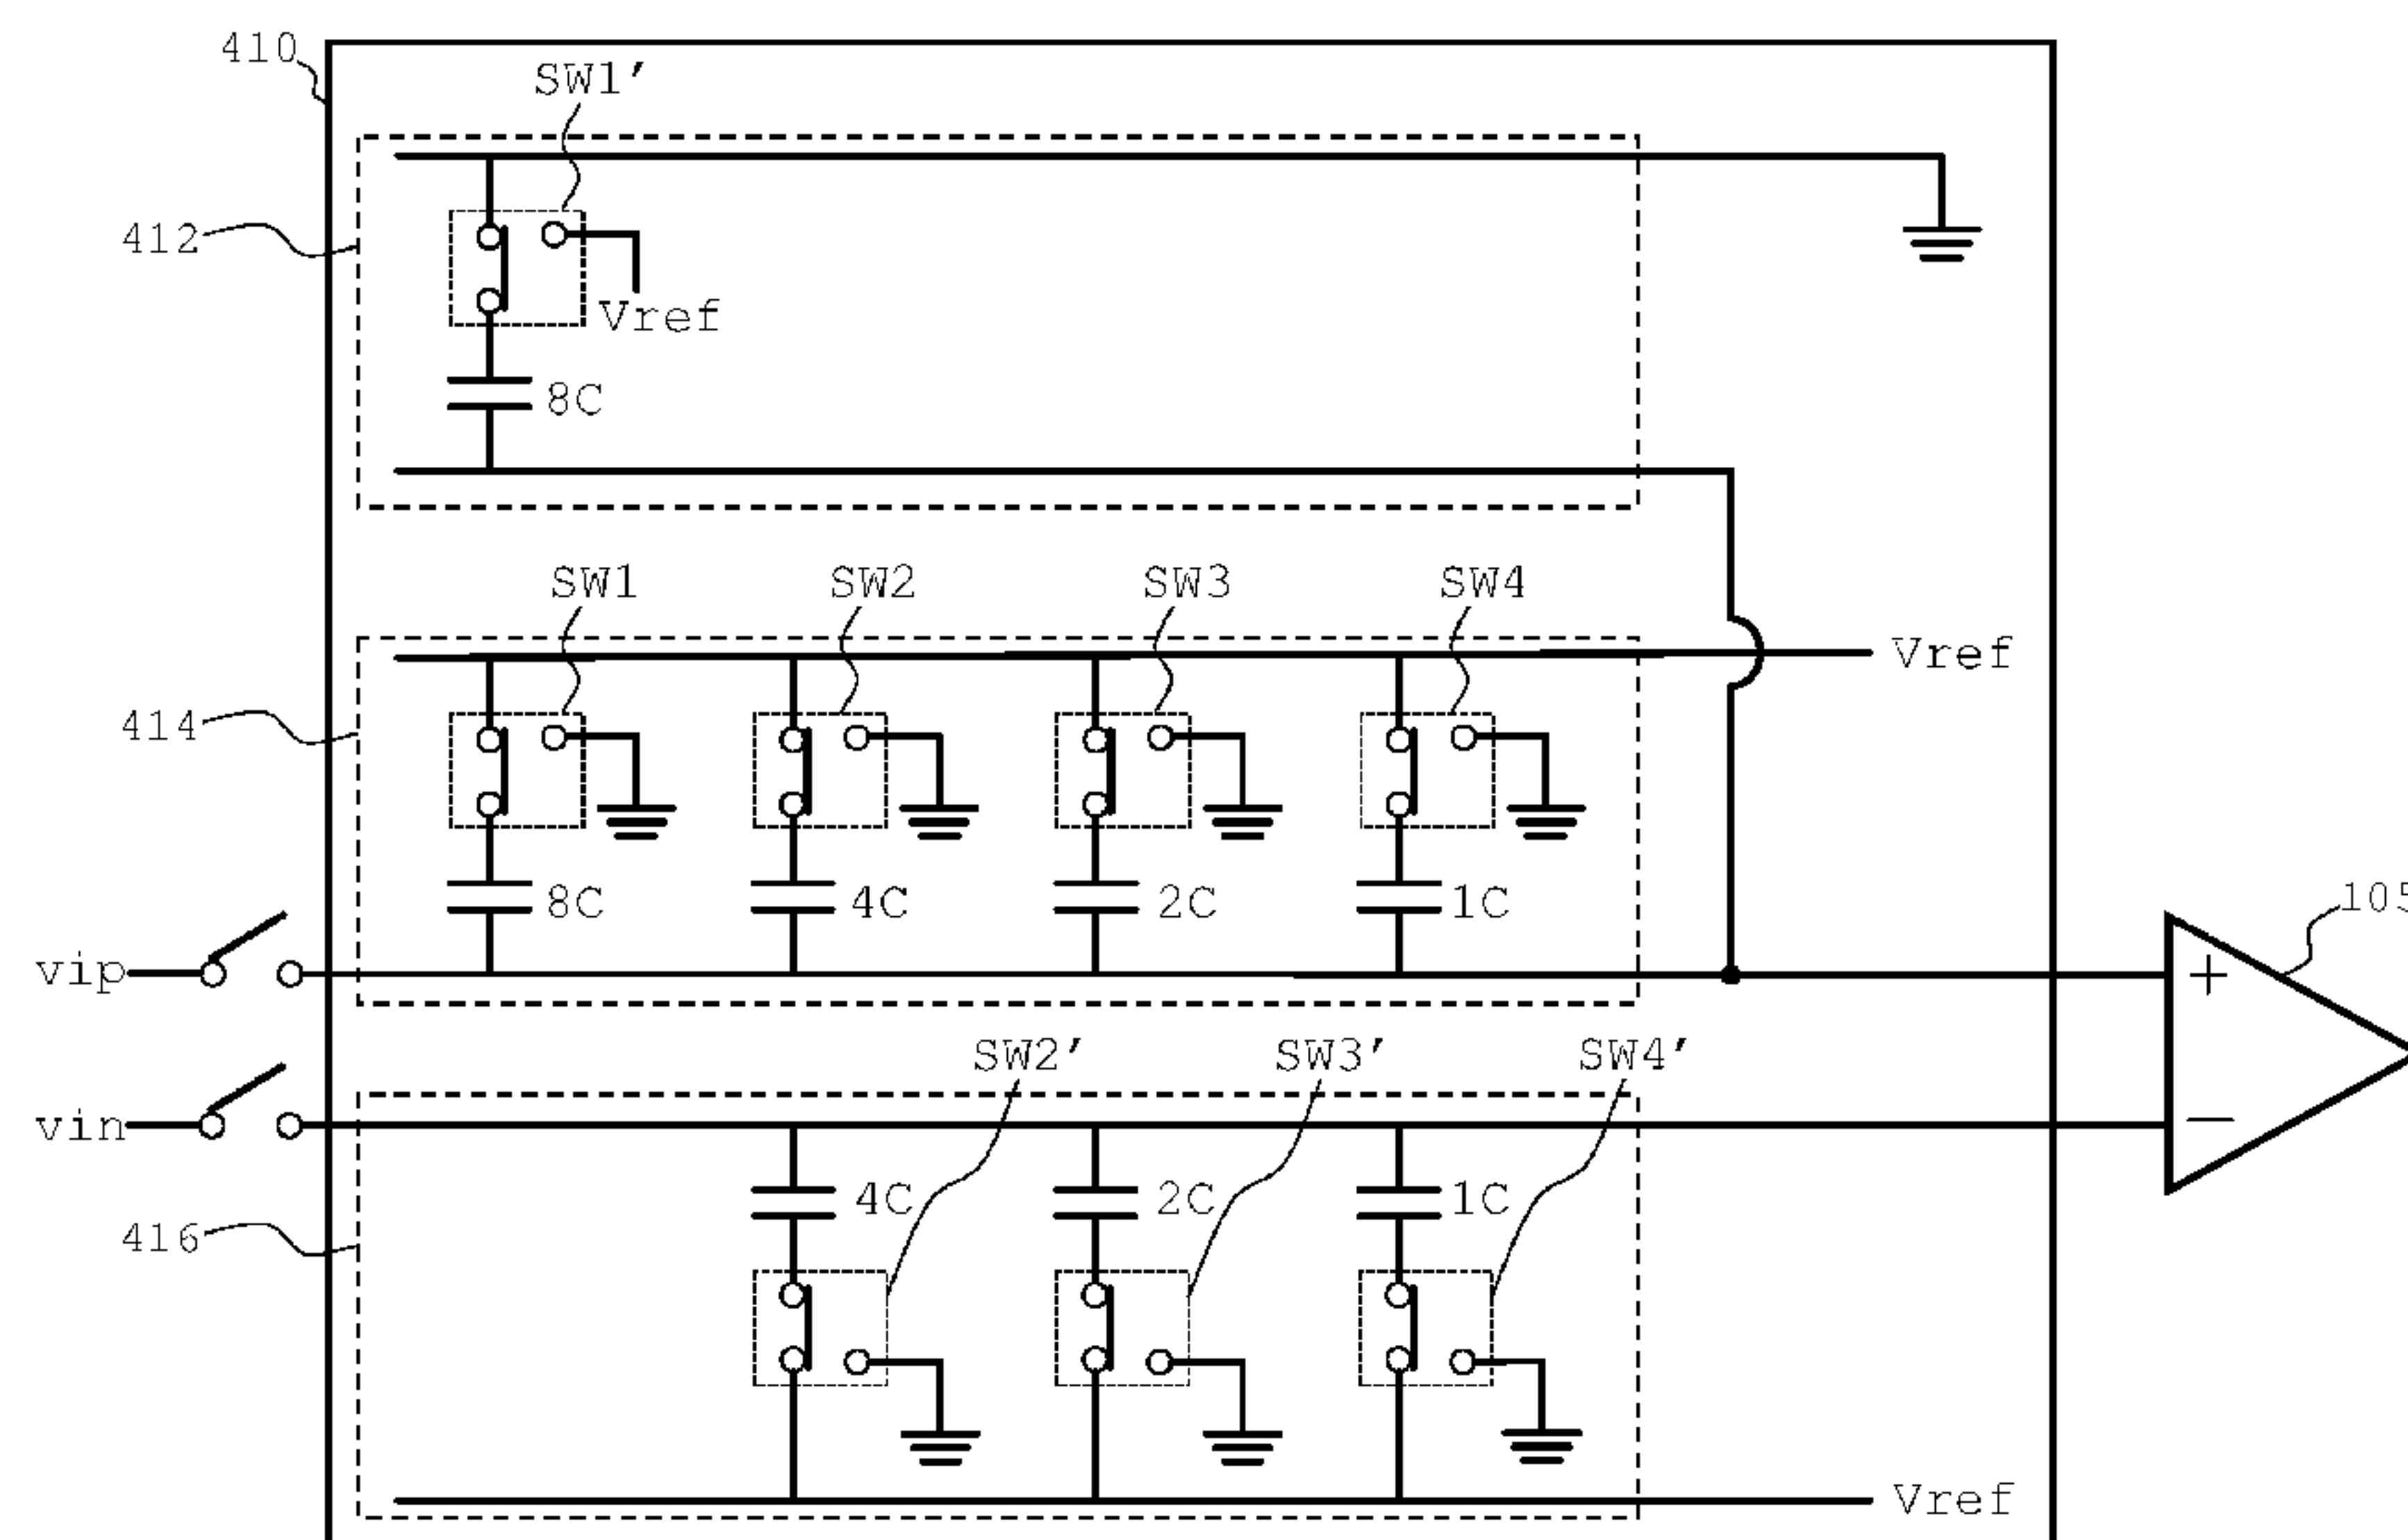 410
SW1’
412
Vref
8C
SW1 SW2 SW3 SW4
Vref
414
8C 4C 2C 1C
105
vip
+
SW2’ SW3’ SW4’
vin
−
4C 2C 1C
416
Vref